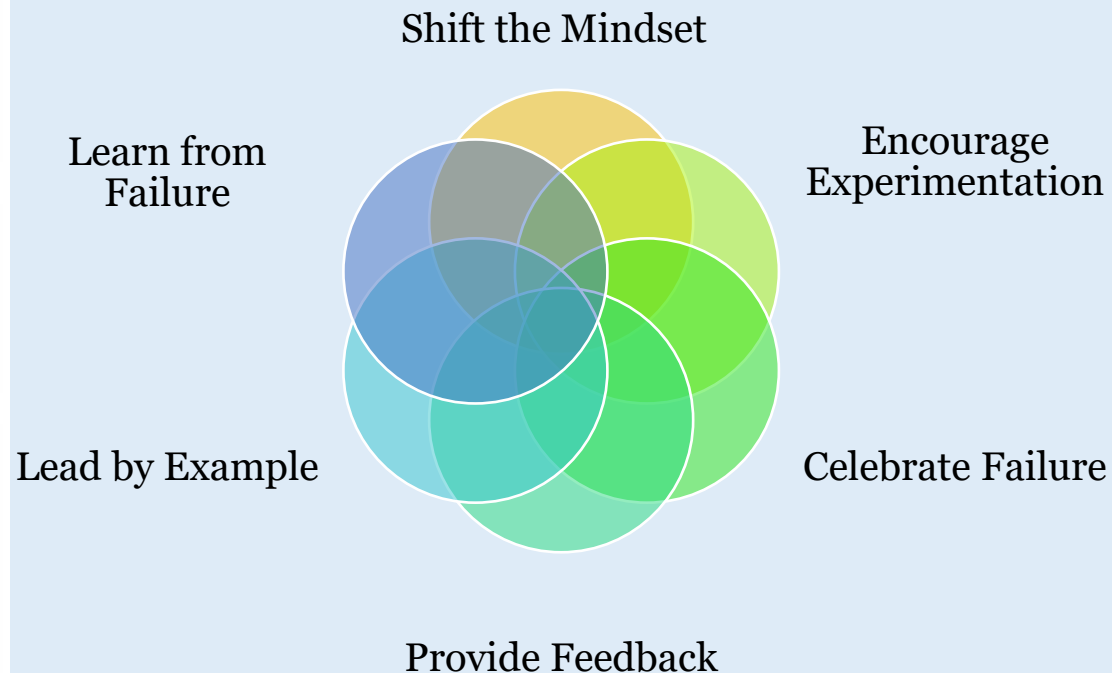 Shift the Mindset
Encourage
Experimentation
Celebrate Failure
Provide Feedback
Lead by Example
Learn from
Failure